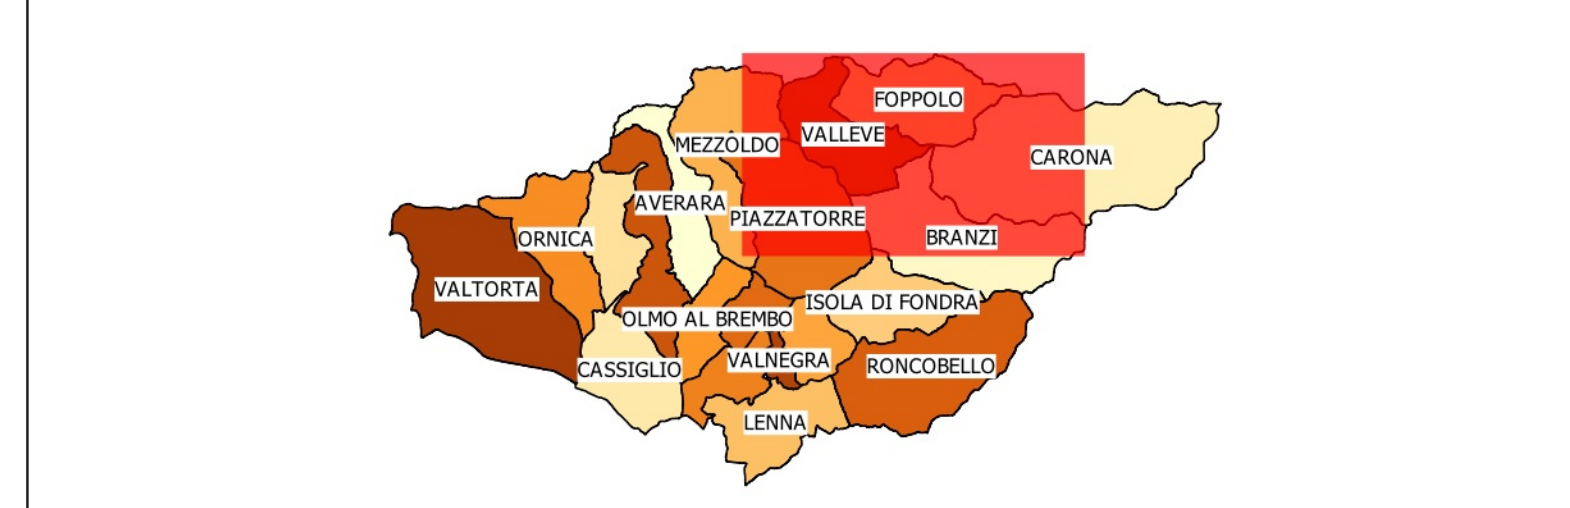 FOPPOLO
VALLEVE
MEZZOLDO
CARONA
AVERARA
PIAZZATORRE
BRANZI
ORNICA
VALTORTA
ISOLA DI FONDRA
OLMO AL BREMBO
VALNEGRA
RONCOBELLO
CASSIGLIO
LENNA